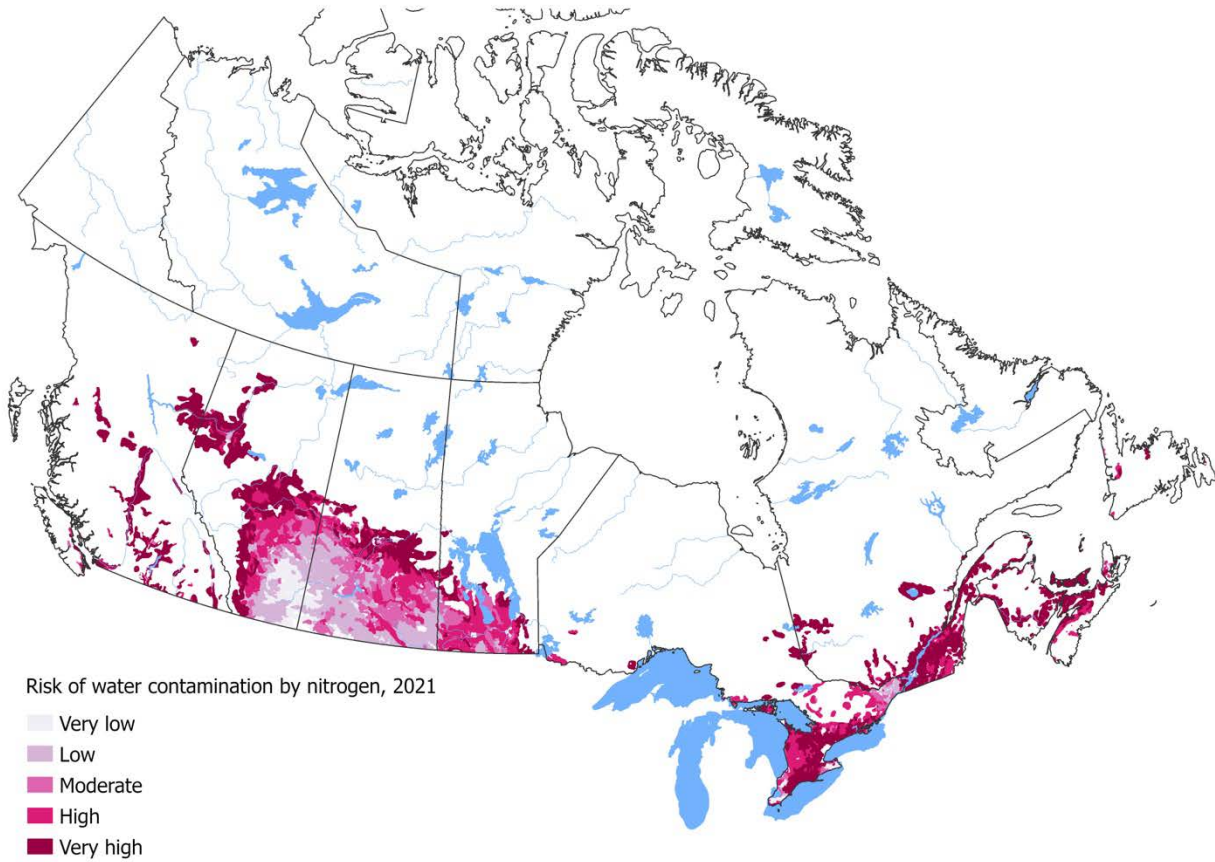 Risk of water contamination by nitrogen, 2021
Very low
Low
Moderate
High
Very high